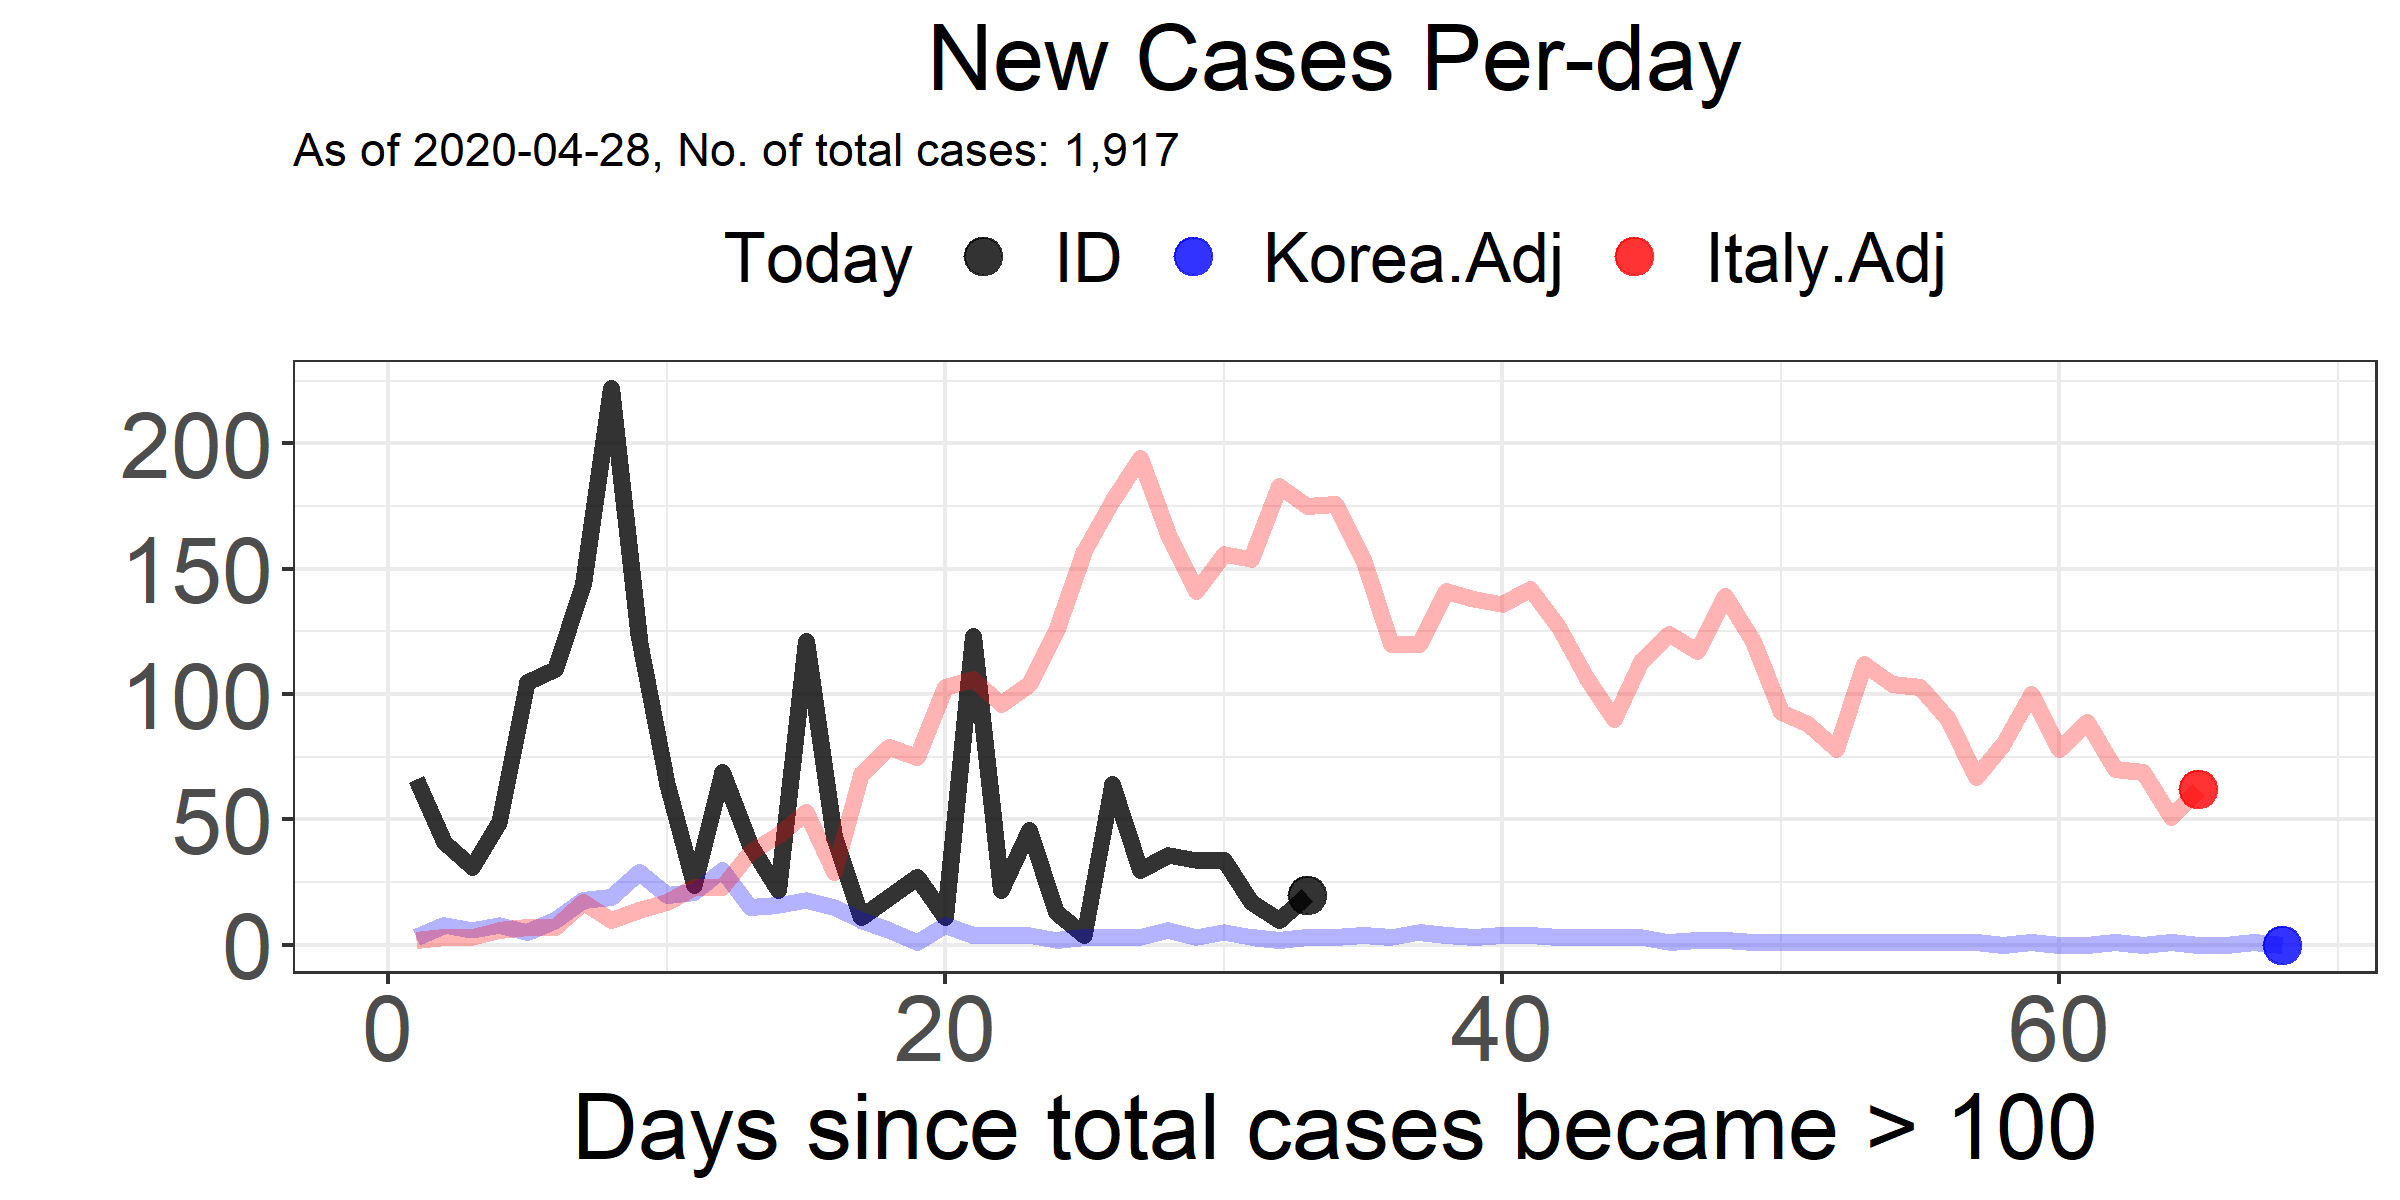 New Cases Per-day
As of 2020-04-28, No. of total cases: 1,917
Today ID Korea.Adj Italy.Adj
200
150
100
50
0
0 20 40 60
Days since total cases became > 100